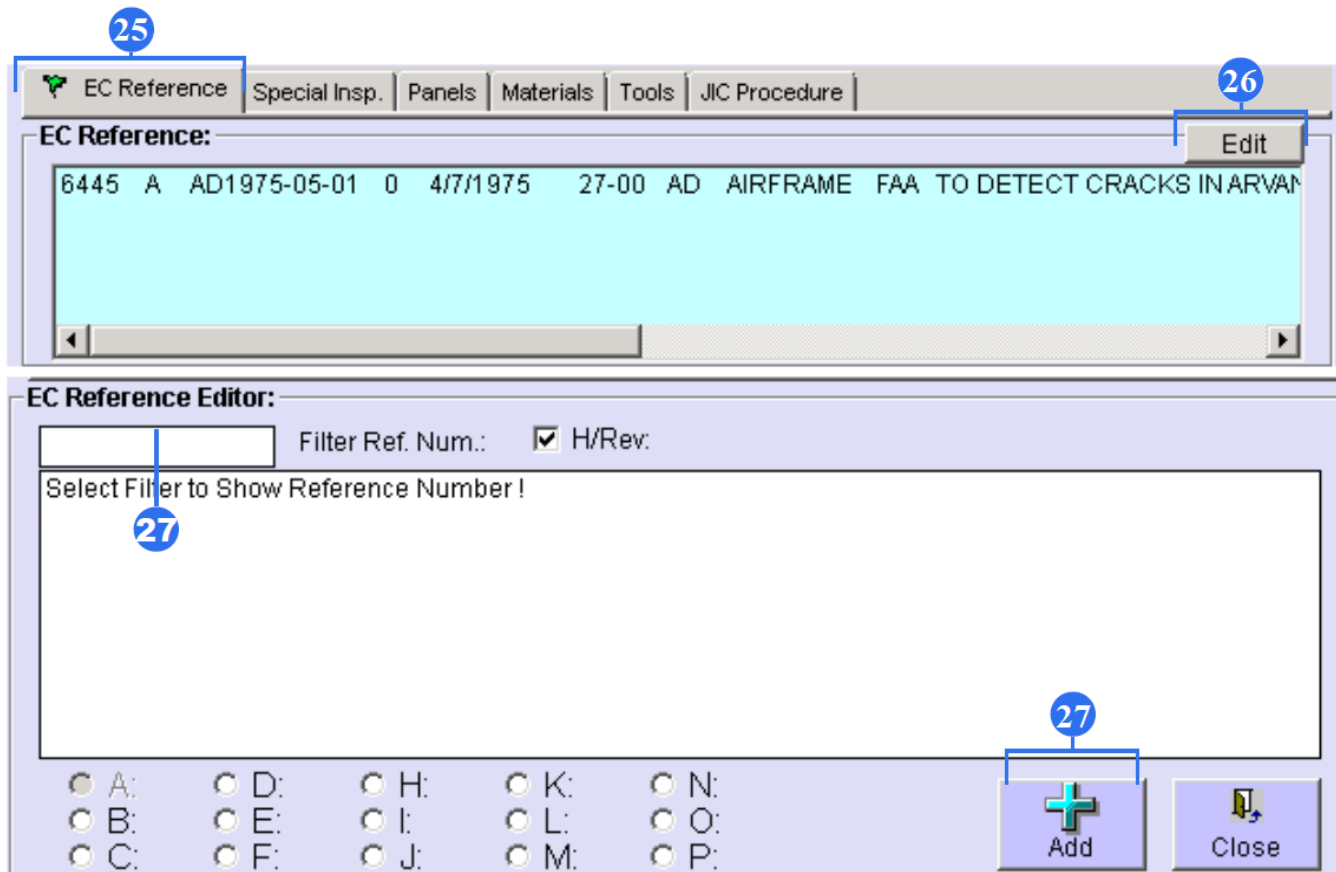 25
EC Reference Special Insp. Panels Materials Tools JIC Procedure
26
EC Reference:
Edit
6445 A AD1975-05-01 0 4/7/1975 27-00 AD AIRFRAME FAA TO DETECT CRACKS IN ARVAN
EC Reference Editor:
Filter Ref. Num.: H/Rev:
Select Filter to Show Reference Number !
27
27
A: D: H: K: N:
B: E: I: L: O:
C: F: J: M: P:
Add Close